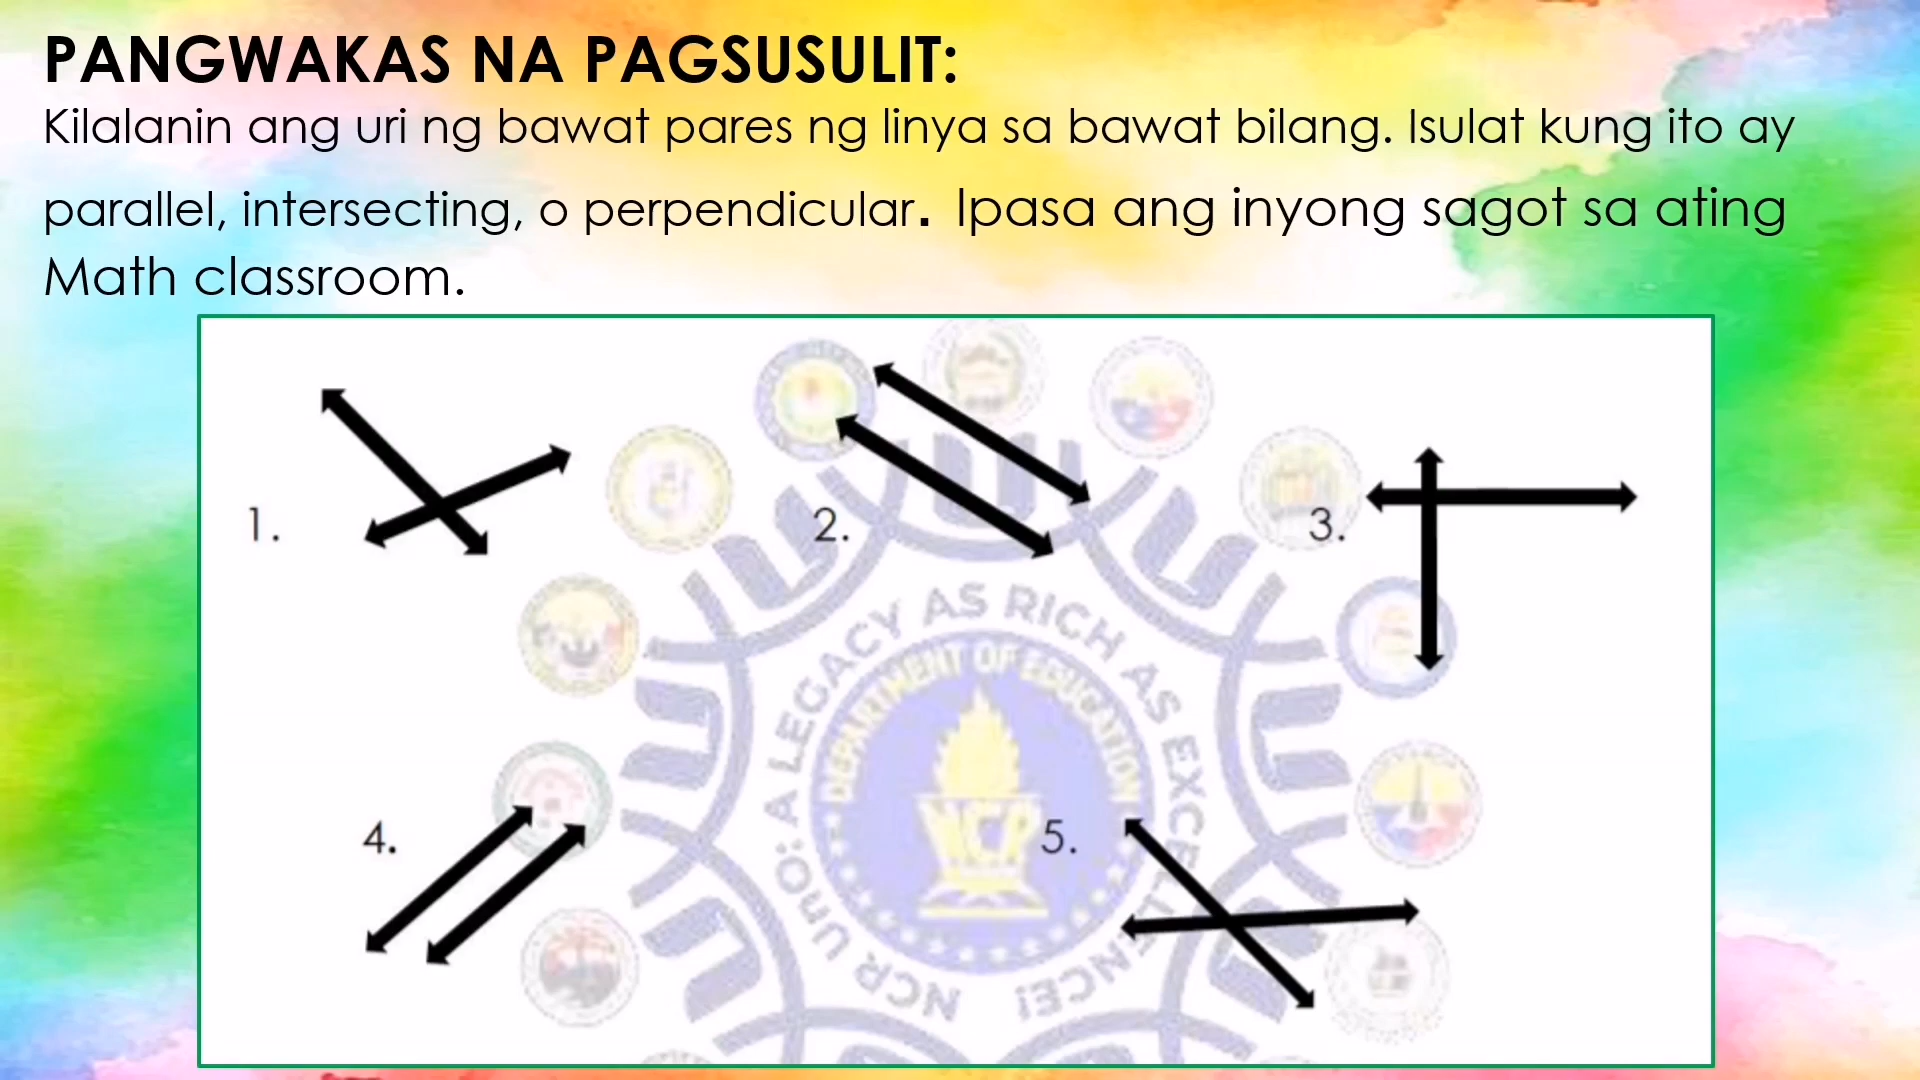 PANGWAKAS NA PAGSUSULIT:
Kilalanin ang uri ng bawat pares ng linya sa bawat bilang. Isulat kung ito ay
parallel, intersecting, o perpendicular. Ipasa ang inyong sagot sa ating
Math classroom.
1.
2.
3.
NCR UNO: A LEGACY AS RICH AS EXCELLENCE!
DEPARTMENT OF EDUCATION
NCR
4.
5.